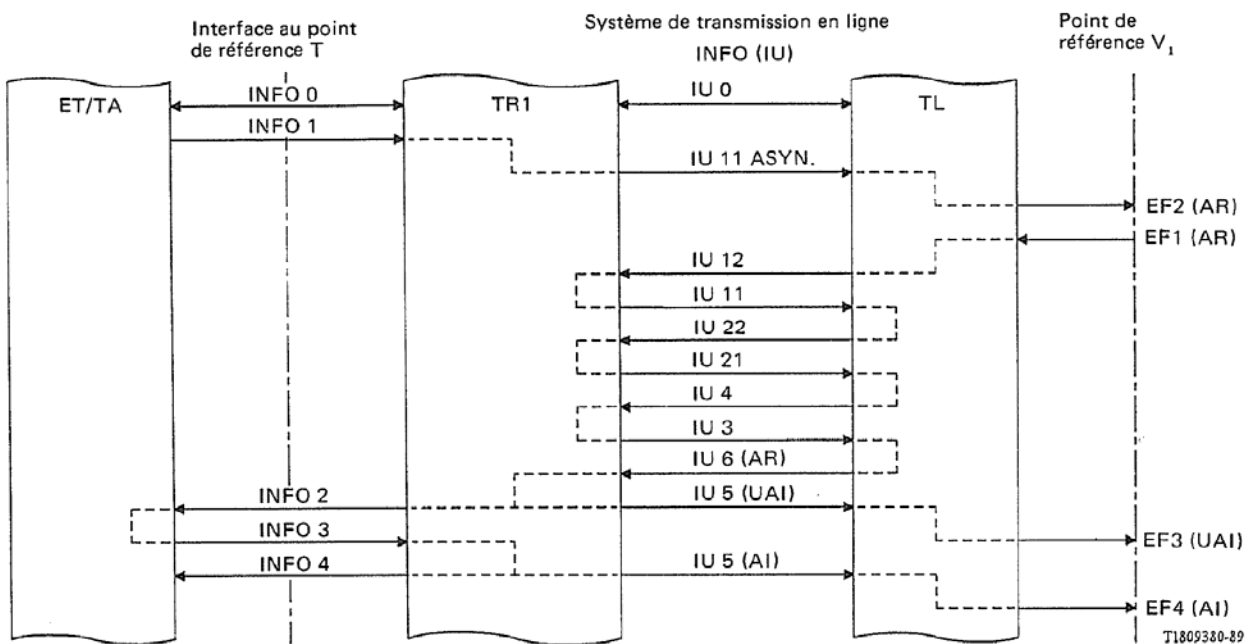 Interface au point
de référence T
Système de transmission en ligne
INFO (IU)
Point de
référence V₁
ET/TA
INFO 0
TR1
IU 0
TL
INFO 1
IU 11 ASYN.
EF2 (AR)
EF1 (AR)
IU 12
IU 11
IU 22
IU 21
IU 4
IU 3
IU 6 (AR)
INFO 2
IU 5 (UAI)
INFO 3
EF3 (UAI)
INFO 4
IU 5 (AI)
EF4 (AI)
T1809380-89